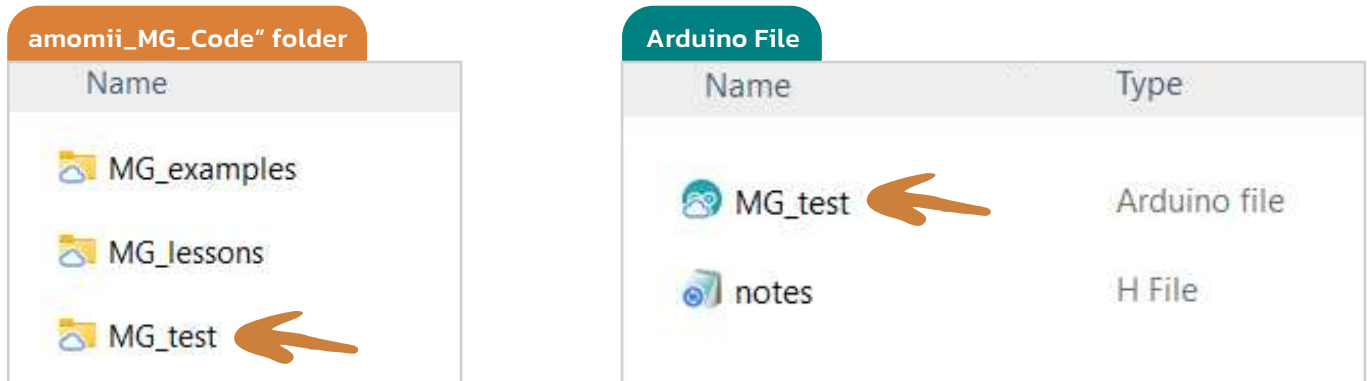 amomii_MG_Code” folder
Name
MG_examples
MG_lessons
MG_test
Arduino File
Name Type
MG_test Arduino file
notes H File